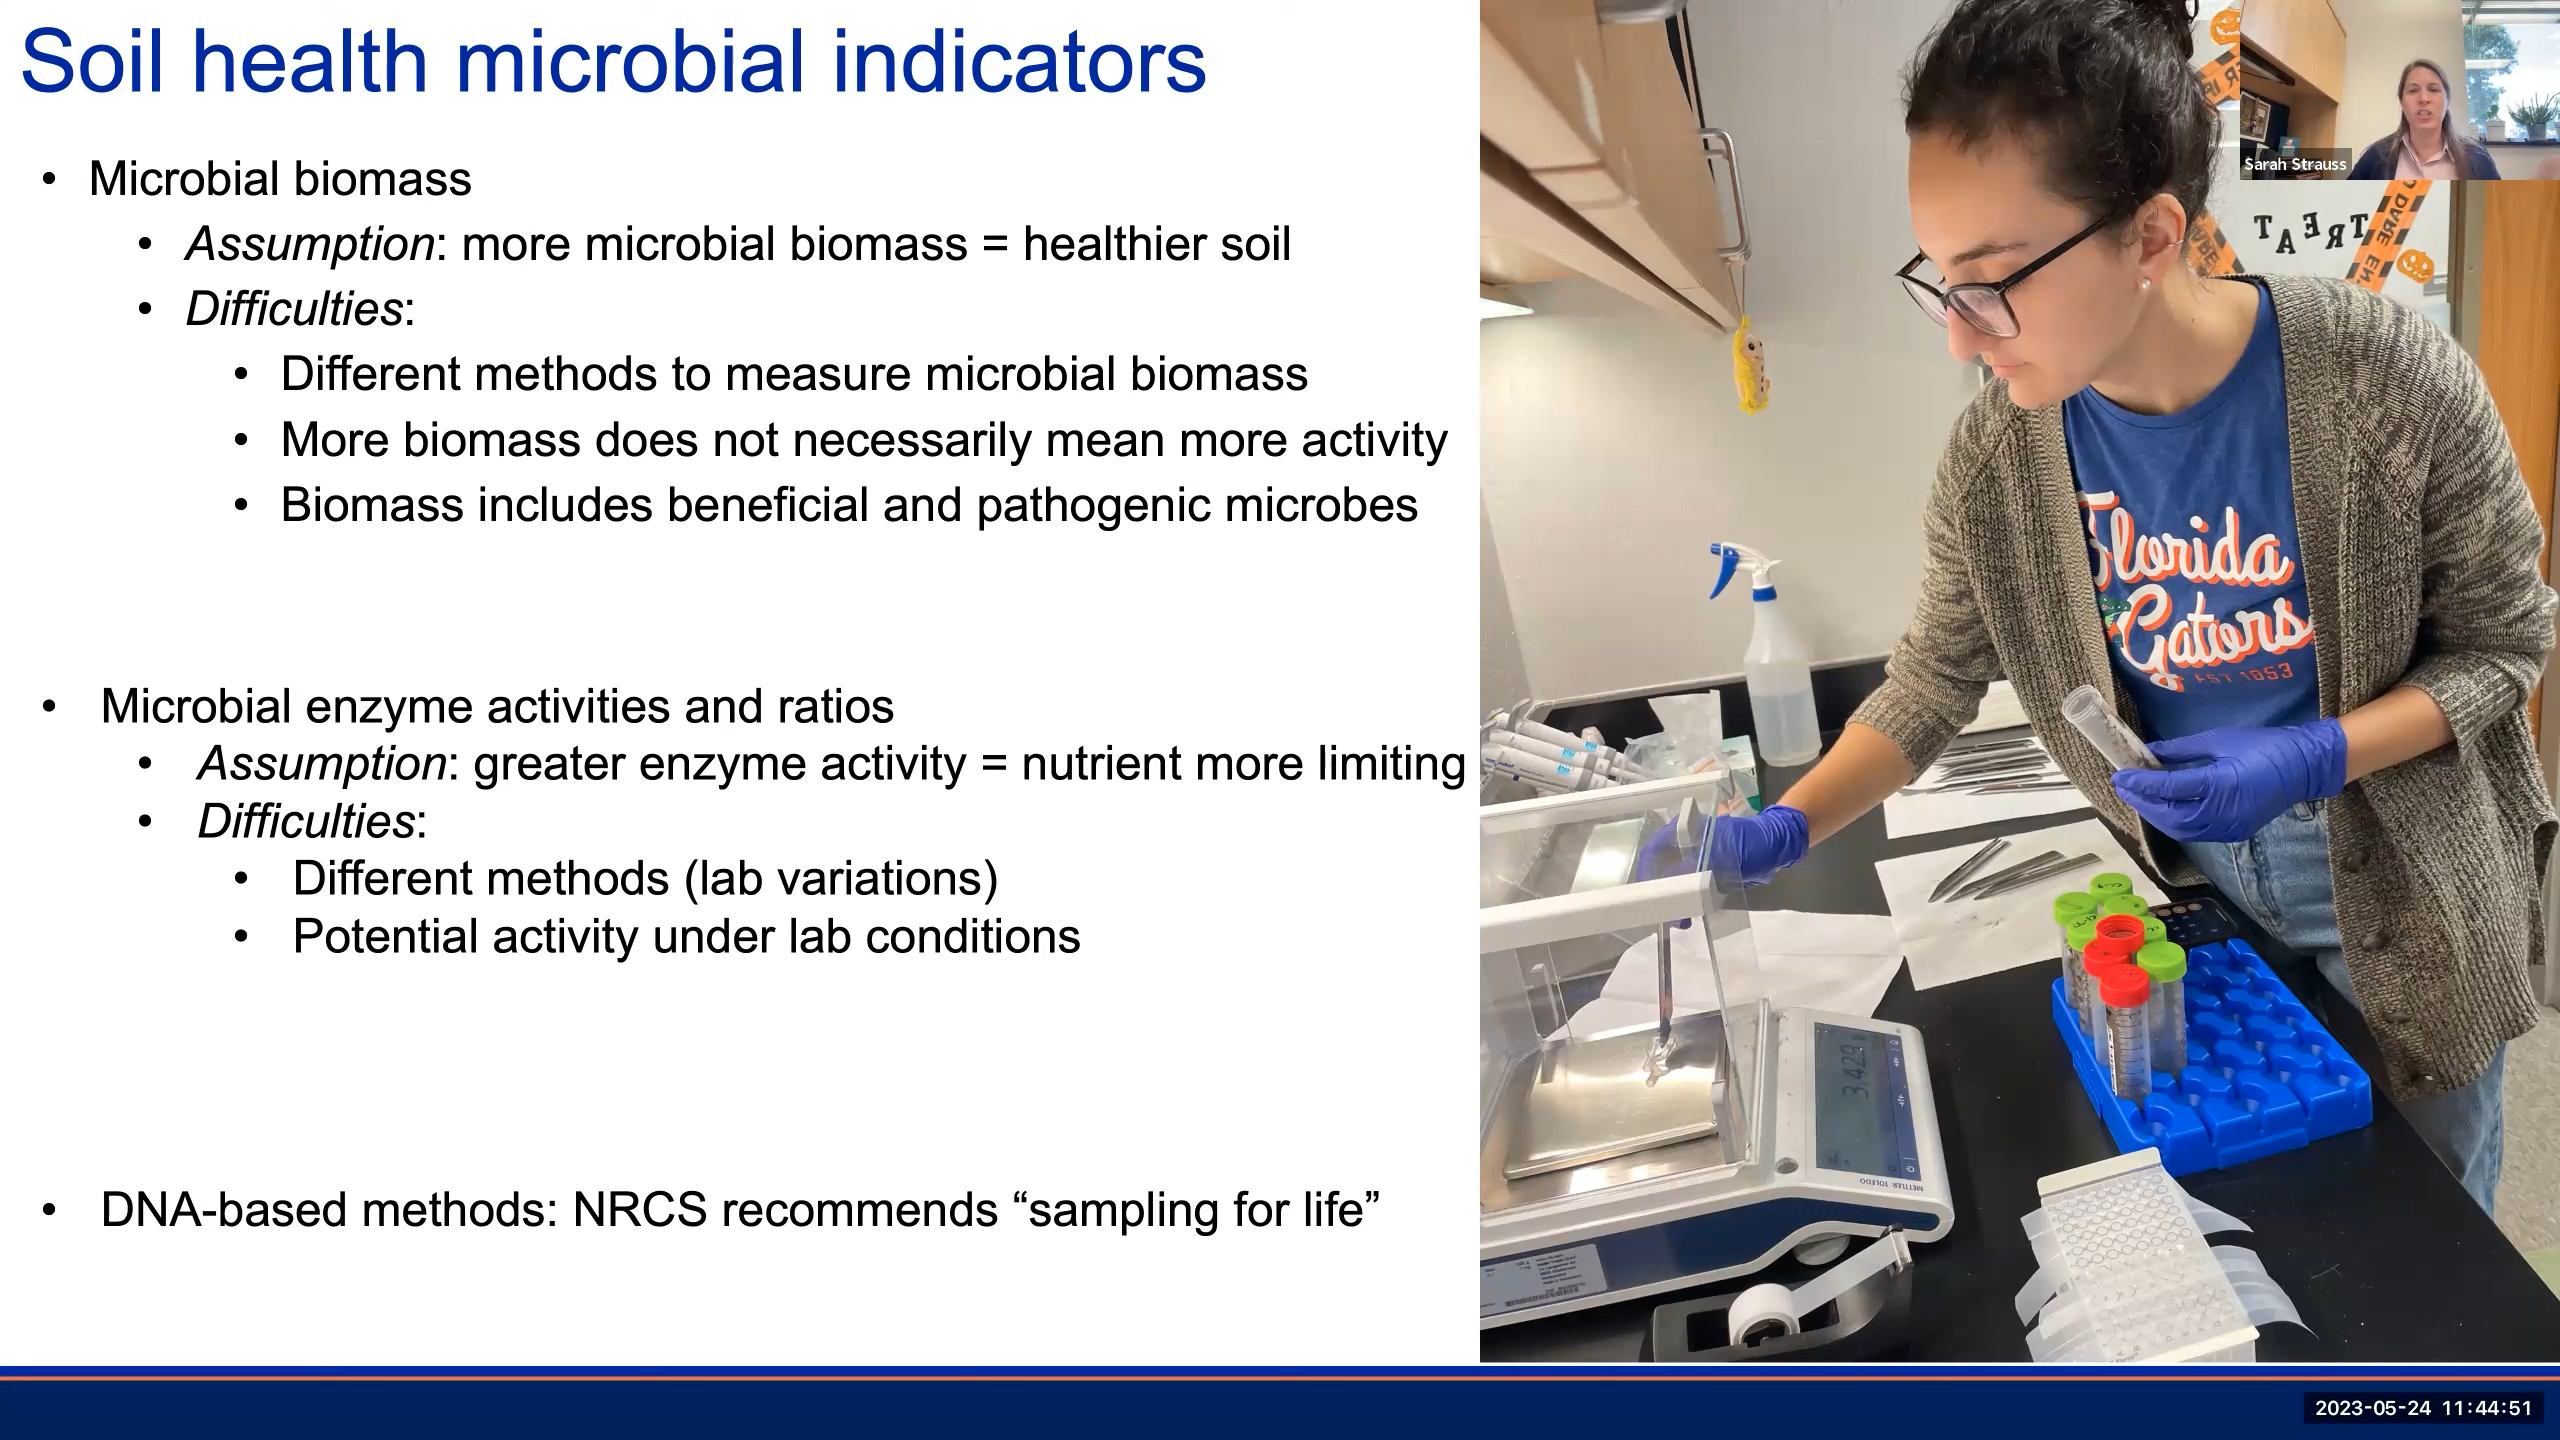 Soil health microbial indicators
• Microbial biomass
• Assumption: more microbial biomass = healthier soil
• Difficulties:
• Different methods to measure microbial biomass
• More biomass does not necessarily mean more activity
• Biomass includes beneficial and pathogenic microbes
• Microbial enzyme activities and ratios
• Assumption: greater enzyme activity = nutrient more limiting
• Difficulties:
• Different methods (lab variations)
• Potential activity under lab conditions
• DNA-based methods: NRCS recommends “sampling for life”
Sarah Strauss
TREAT
Florida
Gators
EST 1853
3.429
METTLER TOLEDO
2023-05-24 11:44:51